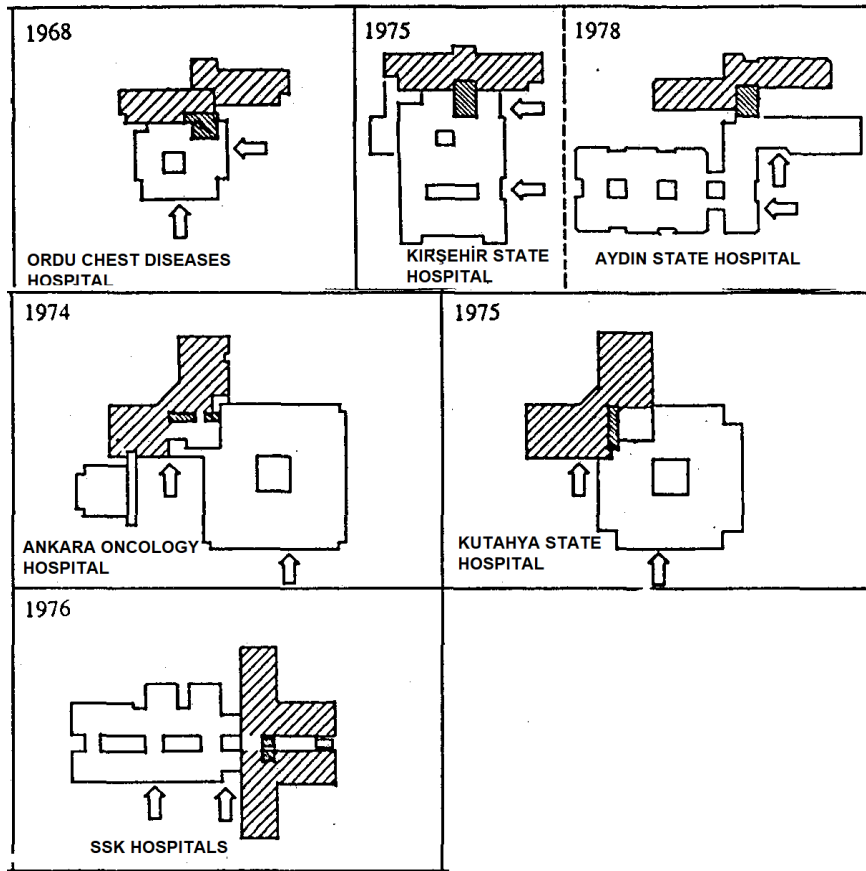 1968
ORDU CHEST DISEASES
HOSPITAL
1975
KIRŞEHİR STATE
HOSPITAL
1978
AYDIN STATE HOSPITAL
1974
ANKARA ONCOLOGY
HOSPITAL
1975
KUTAHYA STATE
HOSPITAL
1976
SSK HOSPITALS